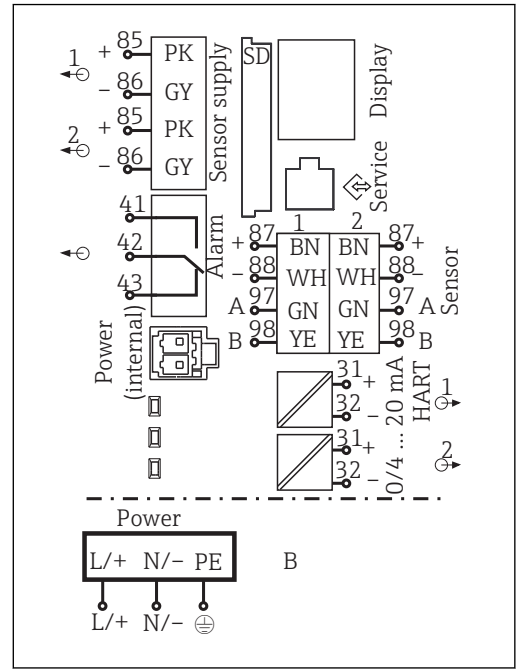 1
+ 85 PK
- 86 GY
2
+ 85 PK
- 86 GY
Sensor supply
SD
Display
Service
41
42
43
Alarm
1 2
+ 87 BN BN 87 +
- 88 WH WH 88 -
A 97 GN GN 97 A
B 98 YE YE 98 B
Sensor
Power
(internal)
31 +
32 -
31 +
32 -
0/4 ... 20 mA
HART
1
2
Power
L/+ N/- PE
L/+ N/-
B